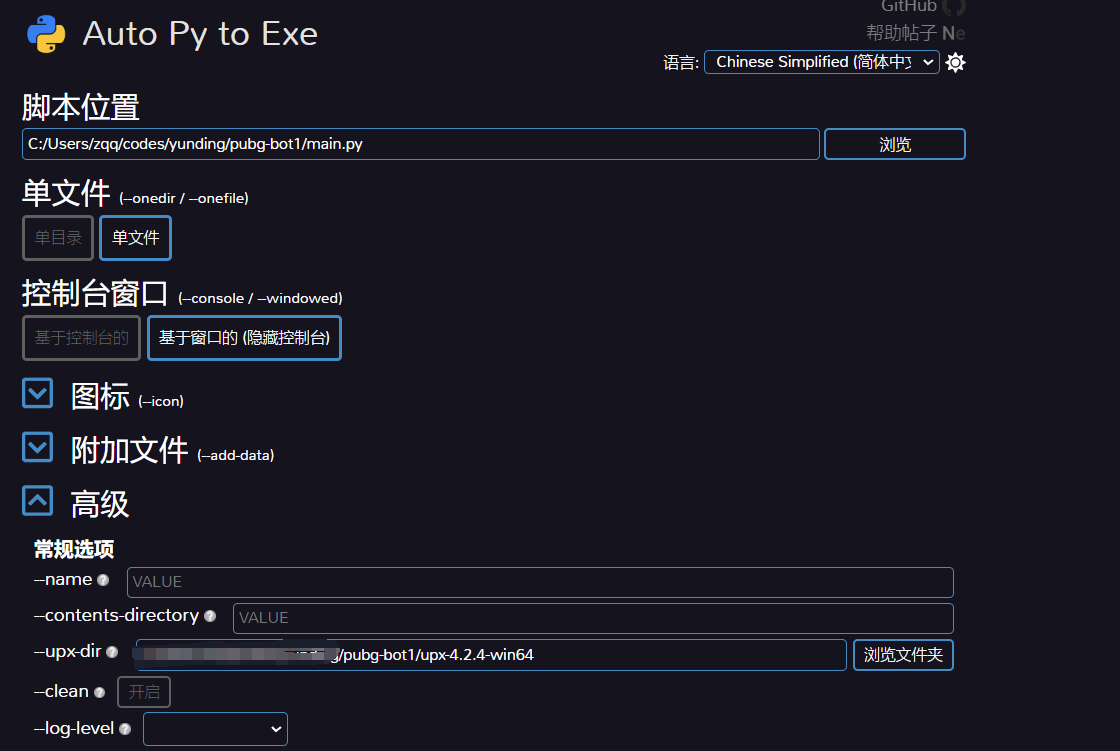 GitHub
帮助帖子 Ne
Auto Py to Exe
语言: Chinese Simplified (简体中文
脚本位置
C:/Users/zqq/codes/yunding/pubg-bot1/main.py 浏览
单文件 (--onedir / --onefile)
单目录 单文件
控制台窗口 (--console / --windowed)
基于控制台的 基于窗口的 (隐藏控制台)
图标 (--icon)
附加文件 (--add-data)
高级
常规选项
--name ? VALUE
--contents-directory ? VALUE
--upx-dir ? /pubg-bot1/upx-4.2.4-win64 浏览文件夹
--clean ? 开启
--log-level ?